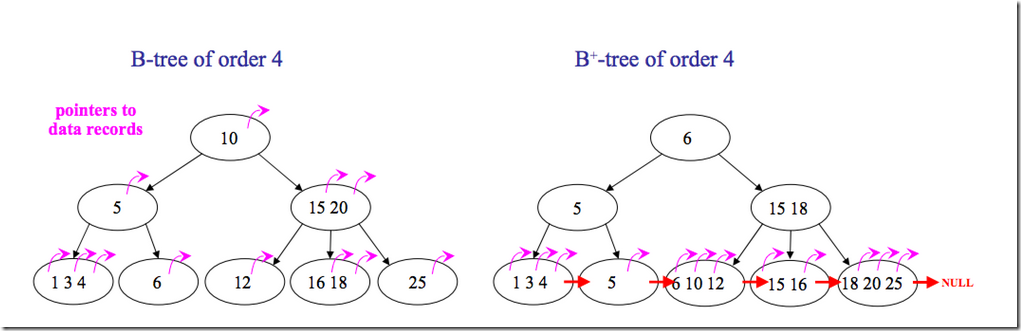 B-tree of order 4
B+-tree of order 4
pointers to
data records
10
6
5
15 20
5
15 18
1 3 4
6
12
16 18
25
1 3 4
5
6 10 12
15 16
18 20 25
NULL